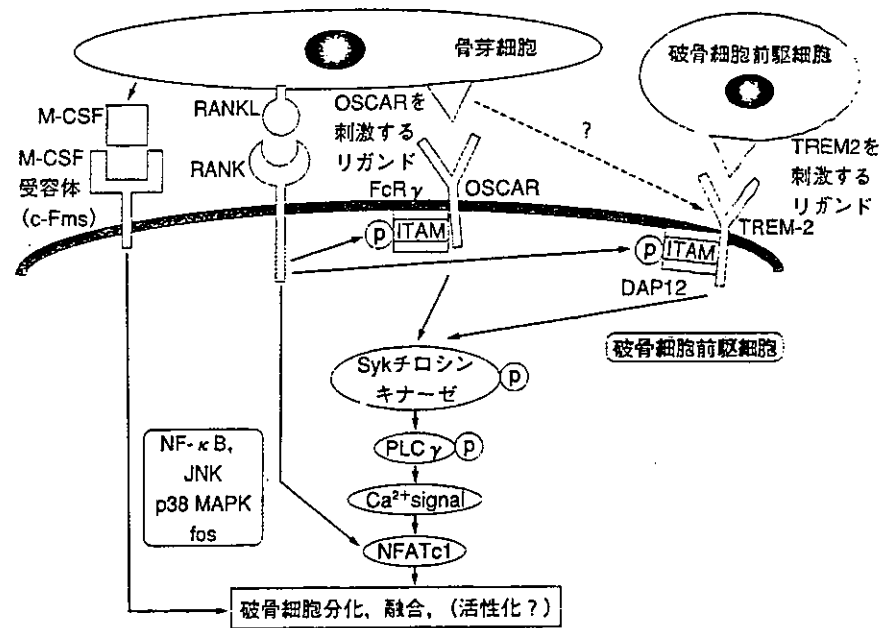 骨芽細胞
破骨細胞前駆細胞
M-CSF
RANKL
OSCARを
刺激する
リガンド
?
TREM2を
刺激する
リガンド
M-CSF
受容体
(c-Fms)
RANK
FcRγ
OSCAR
TREM-2
p
ITAM
p
ITAM
DAP12
破骨細胞前駆細胞
Sykチロシン
キナーゼ
p
NF-κB,
JNK
p38 MAPK
fos
PLCγ
p
Ca²⁺signal
NFATc1
破骨細胞分化,融合,(活性化?)